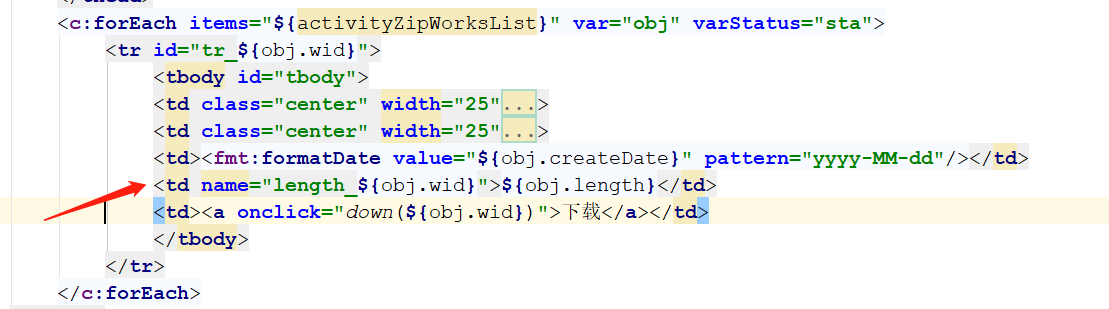 </thead>
<c:forEach items="${activityZipWorksList}" var="obj" varStatus="sta">
<tr id="tr_${obj.wid}">
<tbody id="tbody">
<td class="center" width="25"...>
<td class="center" width="25"...>
<td><fmt:formatDate value="${obj.createDate}" pattern="yyyy-MM-dd"/></td>
<td name="length_${obj.wid}">${obj.length}</td>
<td><a onclick="down(${obj.wid})">下载</a></td>
</tbody>
</tr>
</c:forEach>